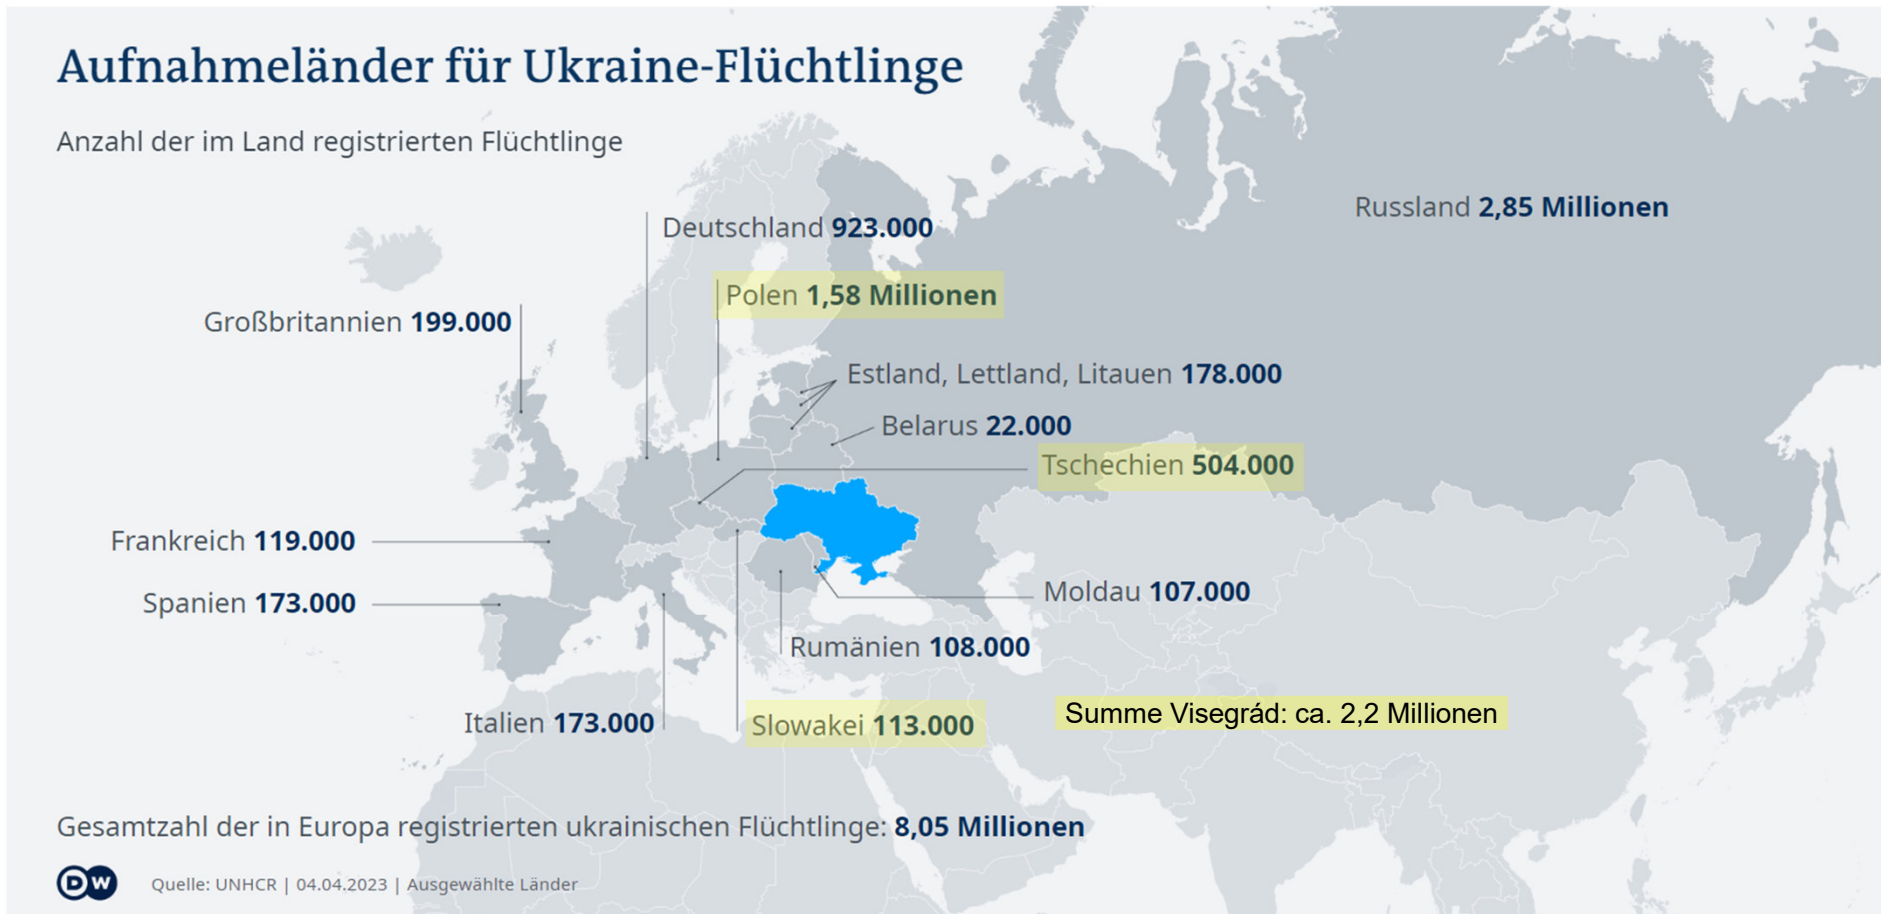 Aufnahmeländer für Ukraine-Flüchtlinge
Anzahl der im Land registrierten Flüchtlinge
Russland 2,85 Millionen
Deutschland 923.000
Polen 1,58 Millionen
Großbritannien 199.000
Estland, Lettland, Litauen 178.000
Belarus 22.000
Tschechien 504.000
Frankreich 119.000
Moldau 107.000
Spanien 173.000
Rumänien 108.000
Italien 173.000
Slowakei 113.000
Summe Visegrád: ca. 2,2 Millionen
Gesamtzahl der in Europa registrierten ukrainischen Flüchtlinge: 8,05 Millionen
DW
Quelle: UNHCR | 04.04.2023 | Ausgewählte Länder